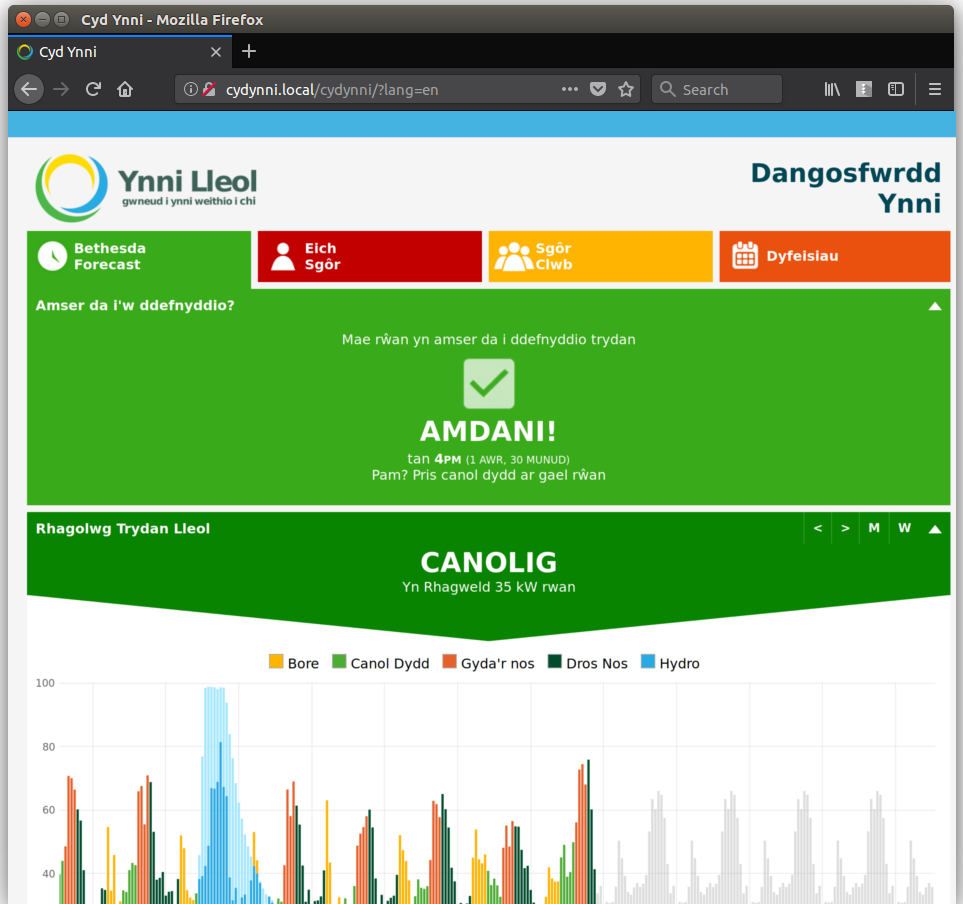 Cyd Ynni - Mozilla Firefox
Cyd Ynni
cydynni.local/cydynni/?lang=en
Search
Ynni Lleol
gwneud i ynni weithio i chi
Dangosfwrdd
Ynni
Bethesda
Forecast
Eich
Sgôr
Sgôr
Clwb
Dyfeisiau
Amser da i'w ddefnyddio?
Mae rŵan yn amser da i ddefnyddio trydan
AMDANI!
tan 4PM (1 AWR, 30 MUNUD)
Pam? Pris canol dydd ar gael rŵan
Rhagolwg Trydan Lleol
< > M W
CANOLIG
Yn Rhagweld 35 kW rwan
Bore Canol Dydd Gyda'r nos Dros Nos Hydro
100
80
60
40